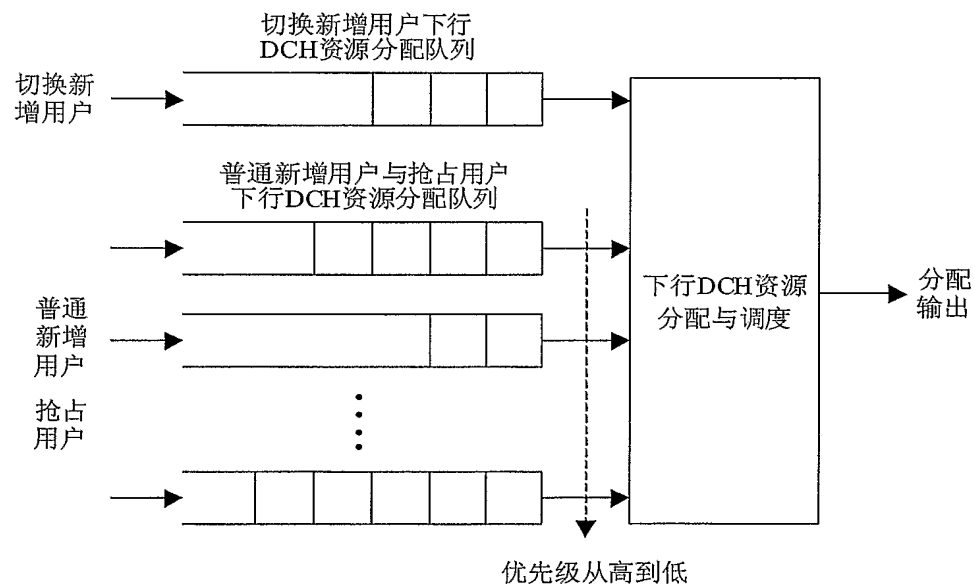 切换新增用户下行
DCH资源分配队列
切换新
增用户
普通新增用户与抢占用户
下行DCH资源分配队列
下行DCH资源
分配与调度
分配
输出
普通
新增
用户
抢占
用户
优先级从高到低